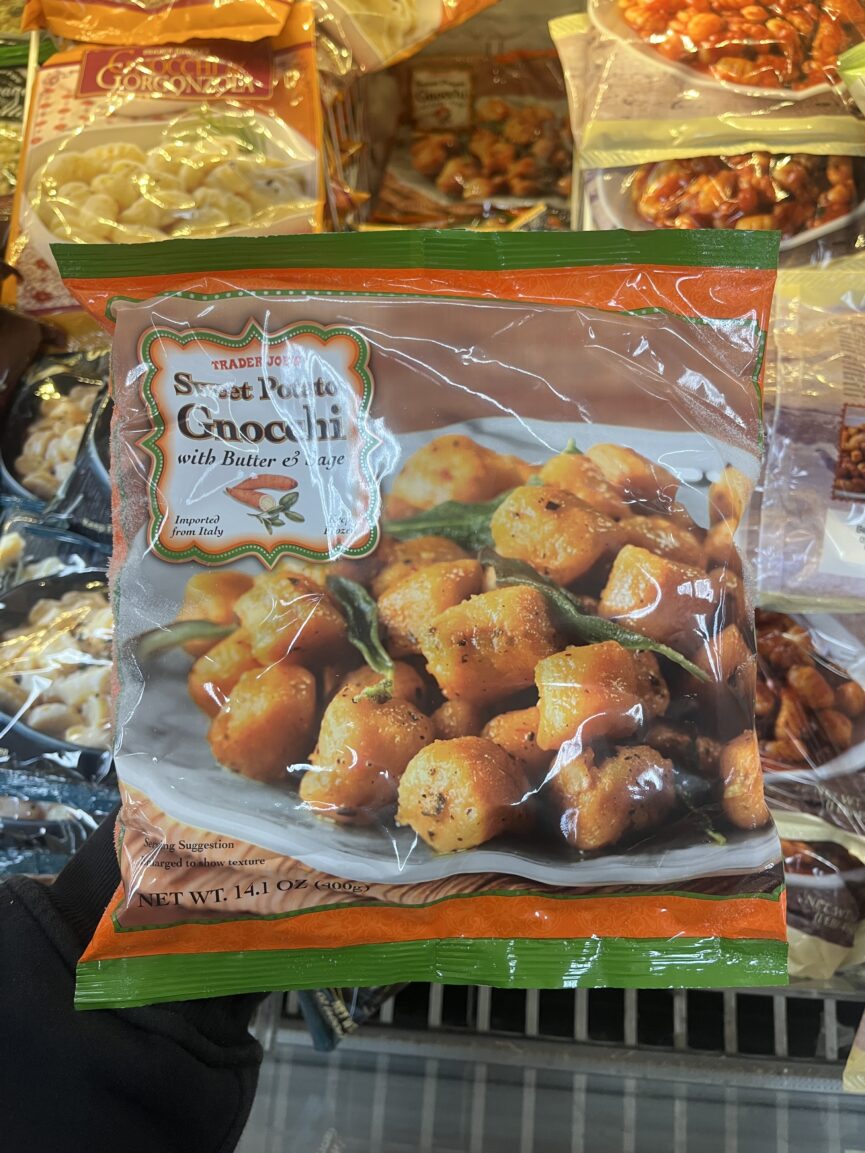 GNOCCHI
GORGONZOLA
Gnocchi
TRADER JOE'S
Sweet Potato
Gnocchi
with Butter & Sage
Imported
from Italy
Serving Suggestion
Enlarged to show texture
NET WT. 14.1 OZ (400g)